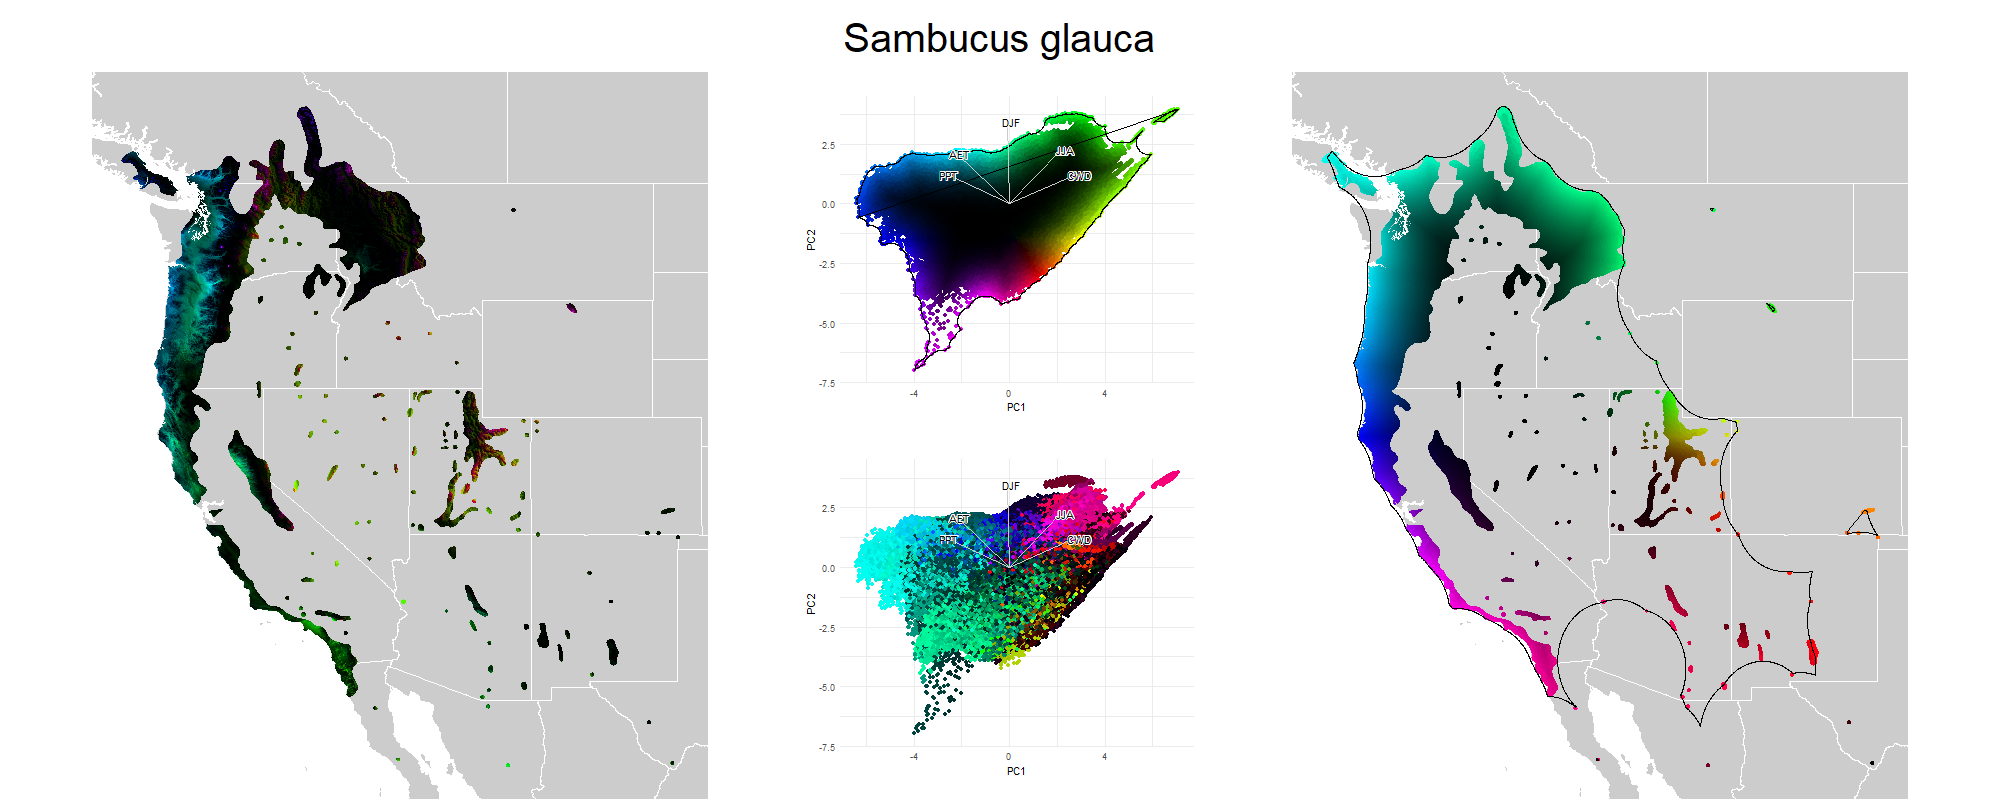 Sambucus glauca
DJF
AET
JJA
PPT
CWD
2.5
0.0
-2.5
-5.0
-7.5
PC2
-4
0
4
PC1
DJF
AET
JJA
PPT
CWD
2.5
0.0
-2.5
-5.0
-7.5
PC2
-4
0
4
PC1